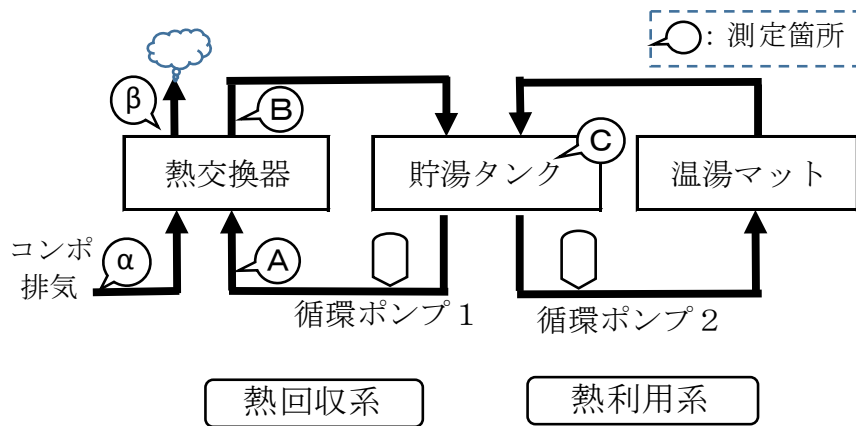 ：測定箇所
β
B
C
熱交換器
貯湯タンク
温湯マット
コンポ
排気
α
A
循環ポンプ１
循環ポンプ２
熱回収系
熱利用系